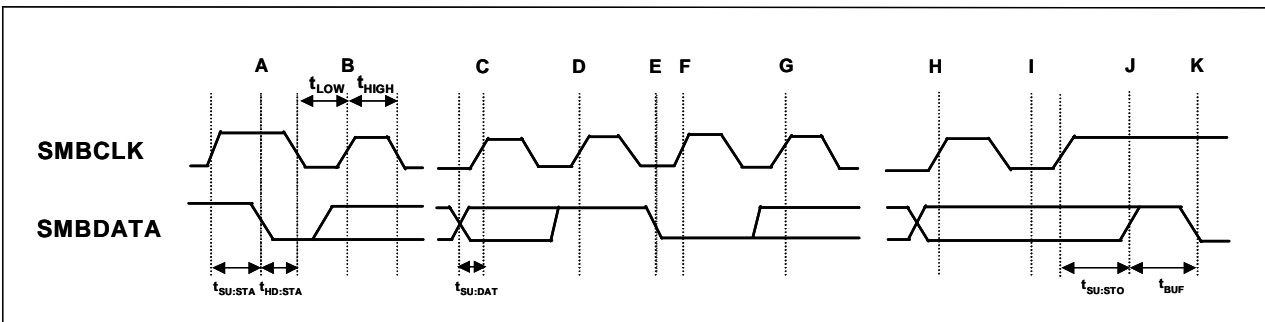 A B C D E F G H I J K
tLOW tHIGH
SMBCLK
SMBDATA
tSU:STA tHD:STA tSU:DAT tSU:STO tBUF